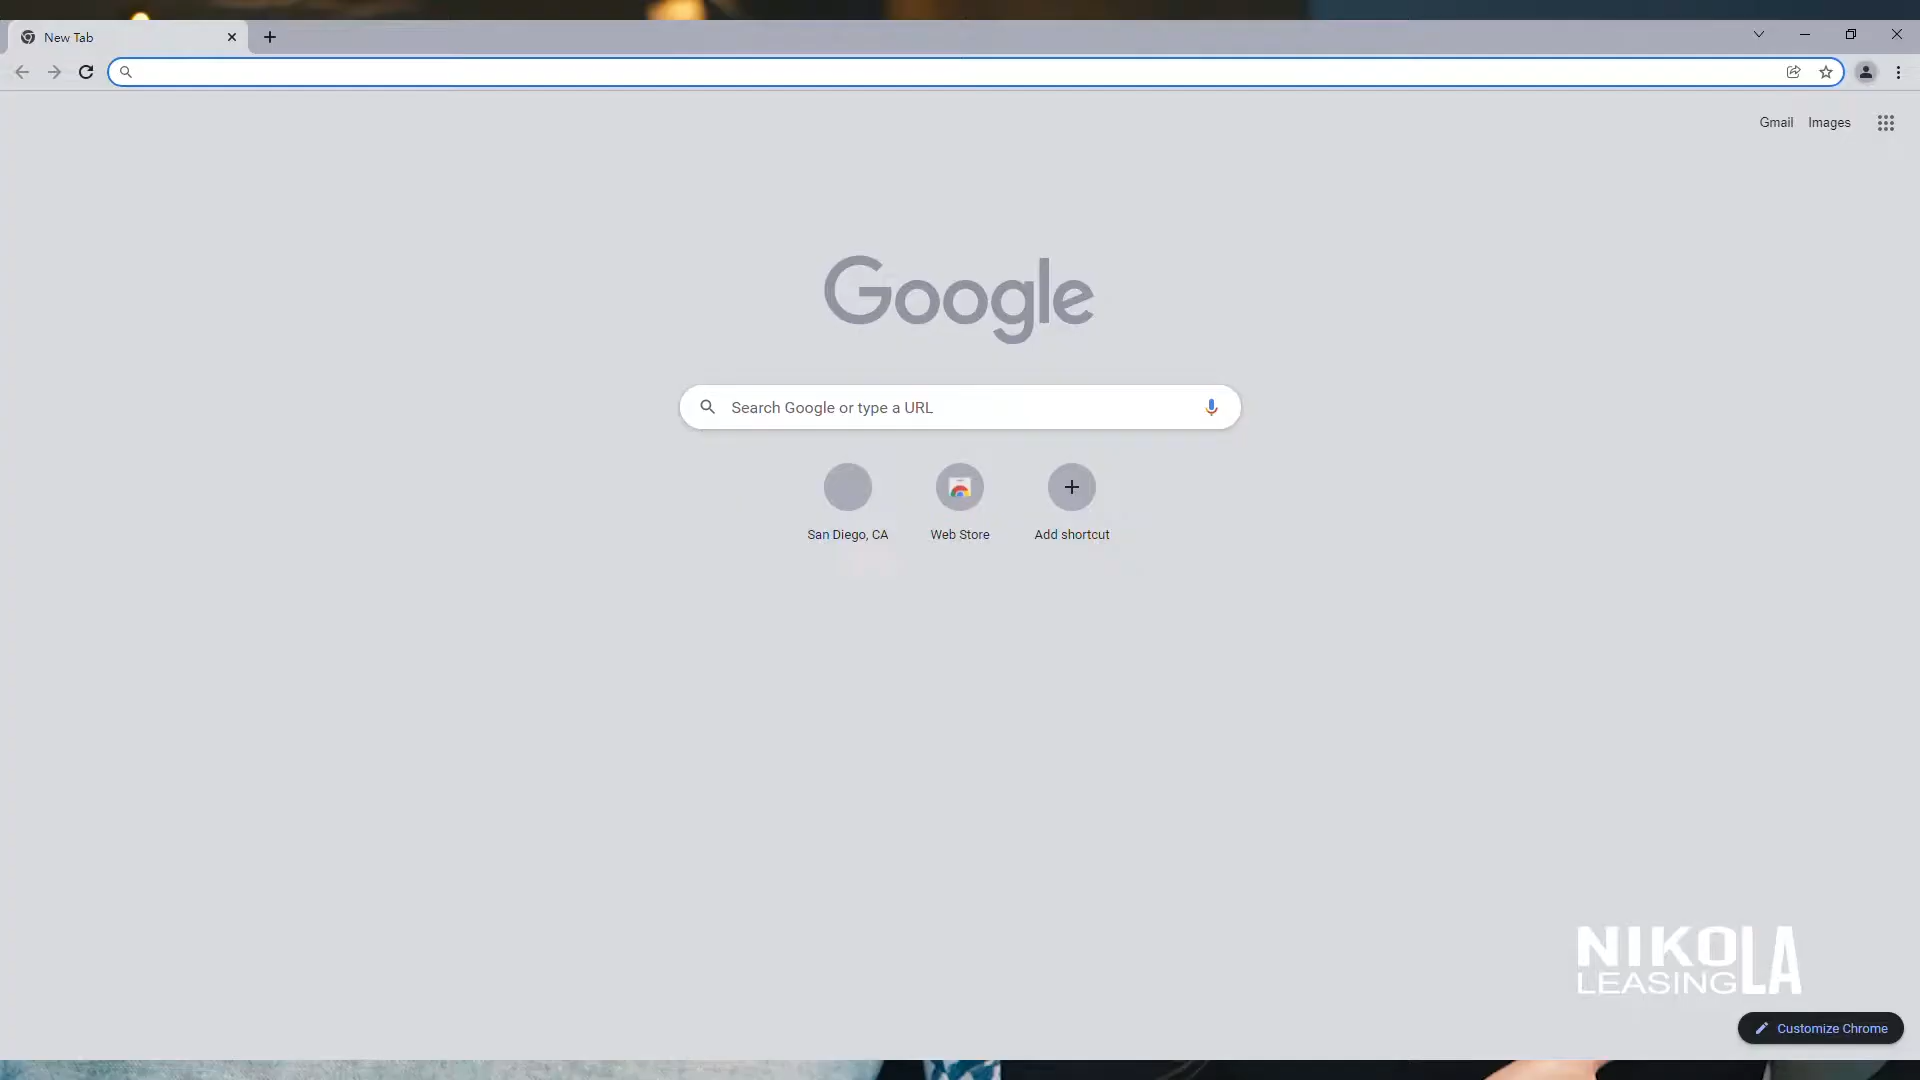 New Tab
Gmail Images
Google
Search Google or type a URL
San Diego, CA
Web Store
Add shortcut
NIKOLA
LEASING
Customize Chrome